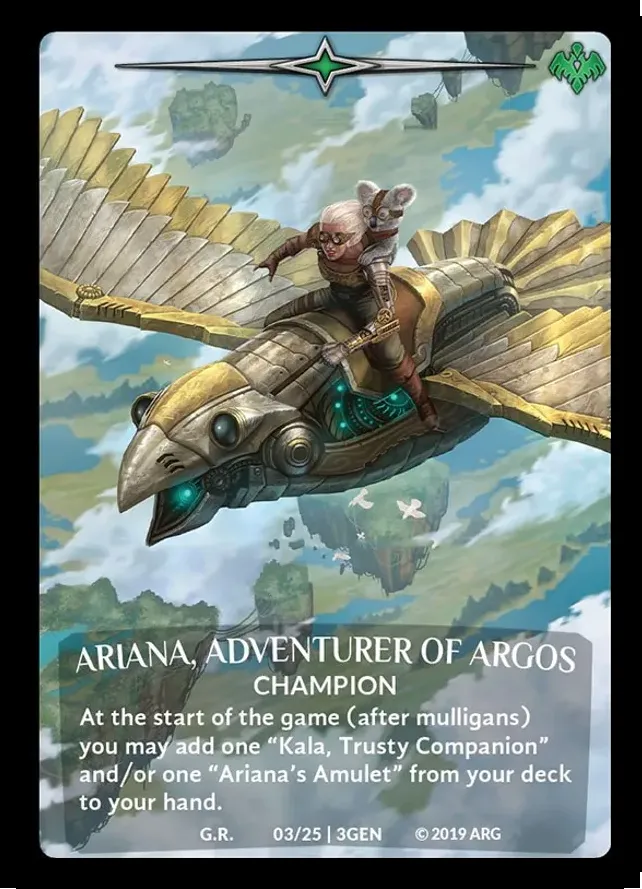 ARIANA, ADVENTURER OF ARGOS
CHAMPION
At the start of the game (after mulligans)
you may add one “Kala, Trusty Companion”
and/or one “Ariana’s Amulet” from your deck
to your hand.
G.R. 03/25 | 3GEN © 2019 ARG